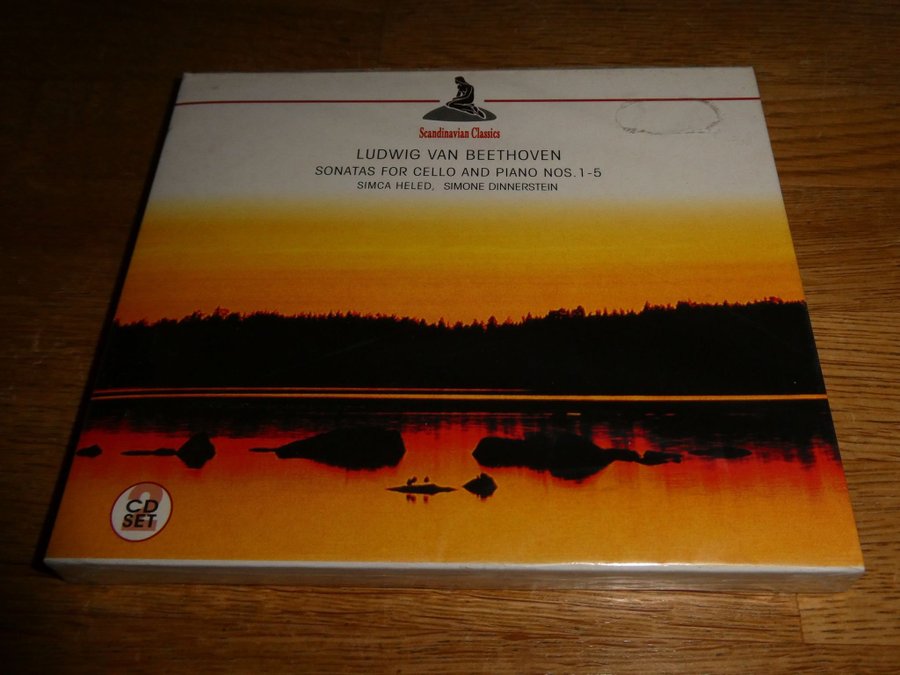 Scandinavian Classics
LUDWIG VAN BEETHOVEN
SONATAS FOR CELLO AND PIANO NOS. 1-5
SIMCA HELED, SIMONE DINNERSTEIN
2
CD
SET